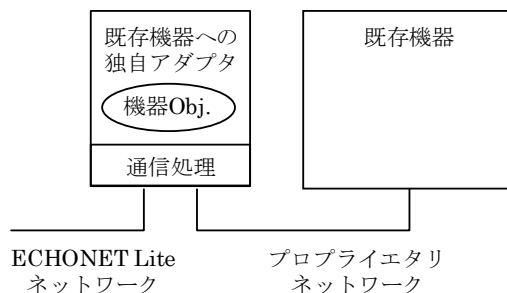 既存機器への
独自アダプタ
機器Obj.
通信処理
既存機器
ECHONET Lite
ネットワーク
プロプライエタリ
ネットワーク